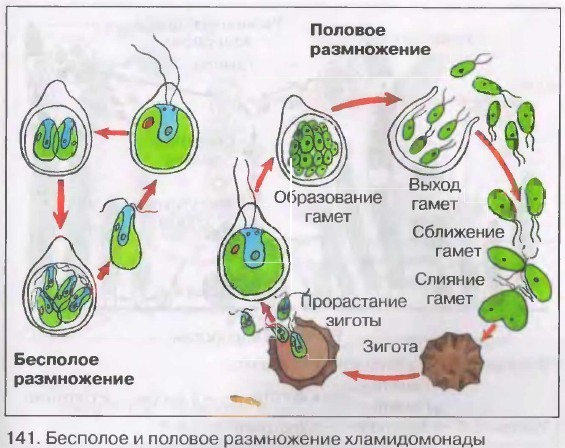 Половое
размножение
Образование
гамет
Выход
гамет
Сближение
гамет
Слияние
гамет
Прорастание
зиготы
Зигота
Бесполое
размножение
141. Бесполое и половое размножение хламидомонады